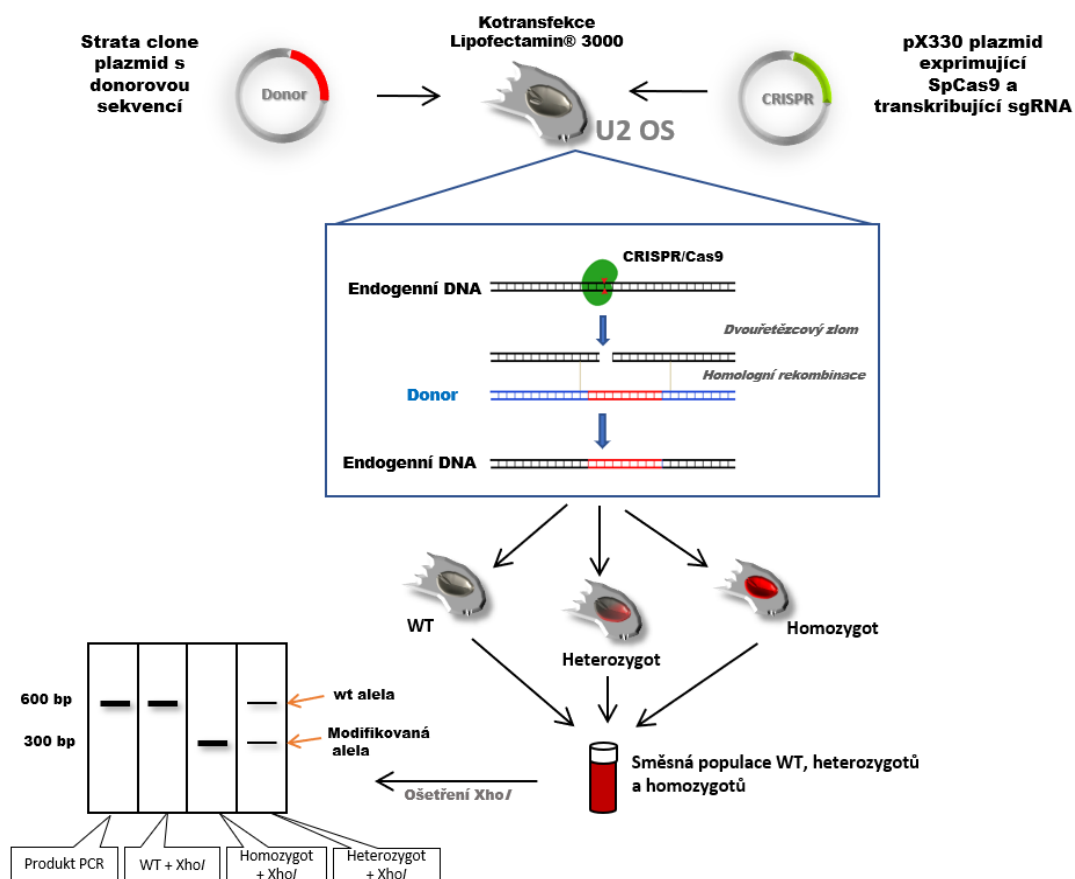 Strata clone
plazmid s
donorovou
sekvencí
Donor
Kotransfekce
Lipofectamin® 3000
U2 OS
CRISPR
pX330 plazmid
exprimující
SpCas9 a
transkribující sgRNA
CRISPR/Cas9
Endogenní DNA
Dvouřetězcový zlom
Homologní rekombinace
Donor
Endogenní DNA
WT
Heterozygot
Homozygot
600 bp
300 bp
wt alela
Modifikovaná
alela
Ošetření XhoI
Směsná populace WT, heterozygotů
a homozygotů
Produkt PCR
WT + XhoI
Homozygot
+ XhoI
Heterozygot
+ XhoI